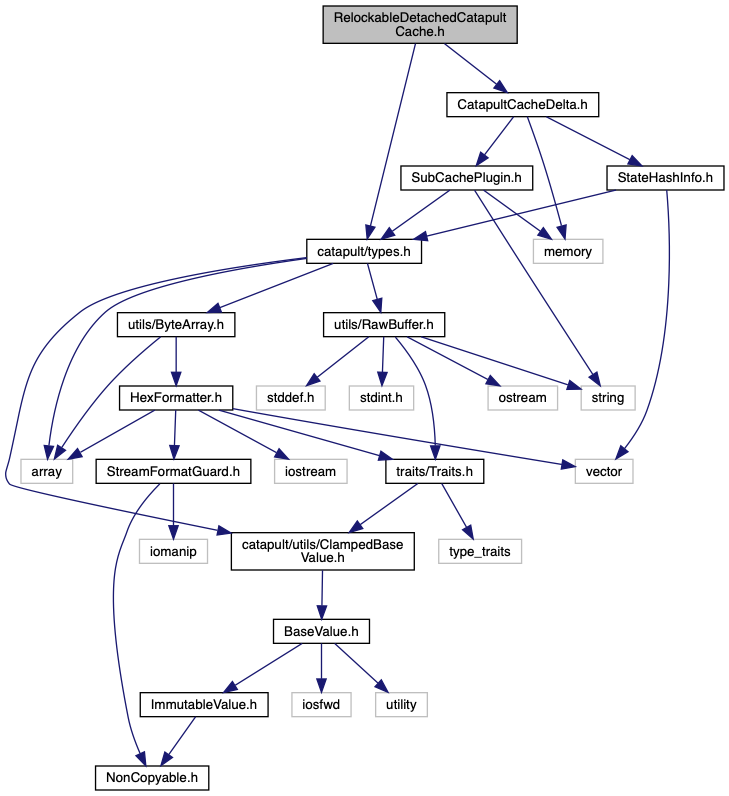 RelockableDetachedCatapult
Cache.h
CatapultCacheDelta.h
SubCachePlugin.h
StateHashInfo.h
catapult/types.h
memory
utils/ByteArray.h
utils/RawBuffer.h
stddef.h
stdint.h
ostream
string
HexFormatter.h
array
StreamFormatGuard.h
iostream
traits/Traits.h
vector
iomanip
catapult/utils/ClampedBase
Value.h
type_traits
BaseValue.h
ImmutableValue.h
iosfwd
utility
NonCopyable.h